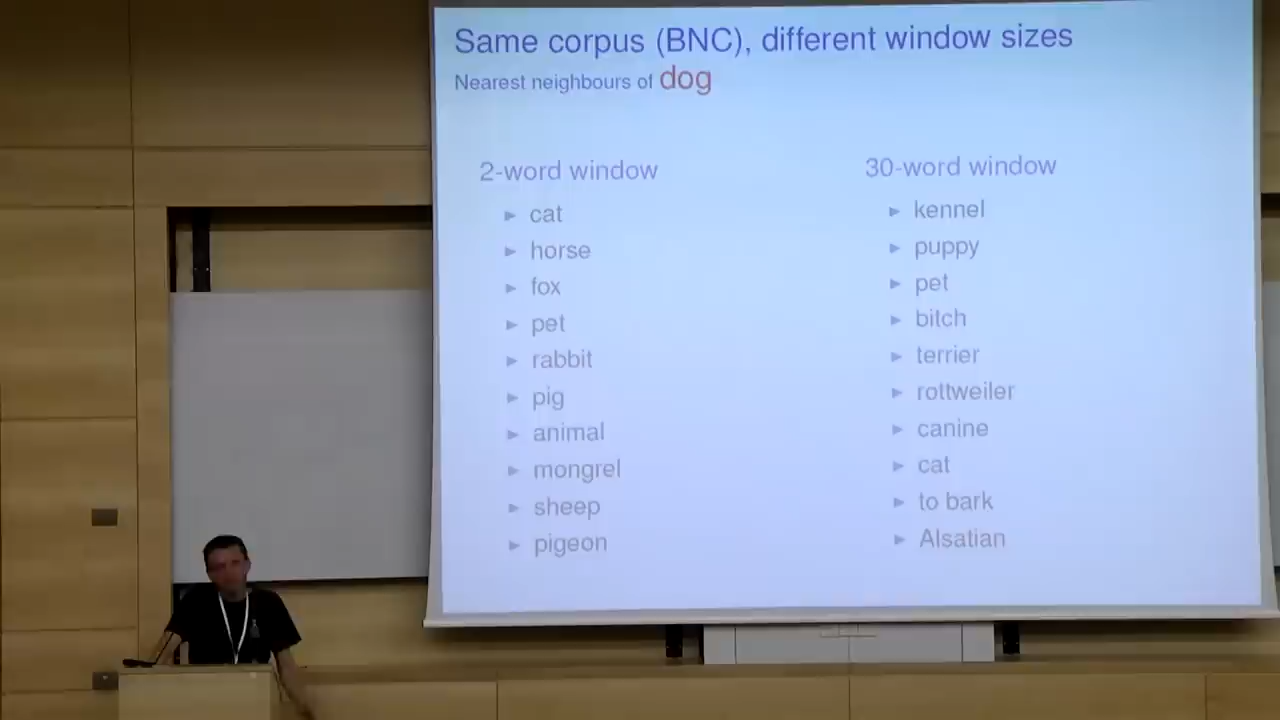 Same corpus (BNC), different window sizes
Nearest neighbours of dog
2-word window
► cat
► horse
► fox
► pet
► rabbit
► pig
► animal
► mongrel
► sheep
► pigeon
30-word window
► kennel
► puppy
► pet
► bitch
► terrier
► rottweiler
► canine
► cat
► to bark
► Alsatian